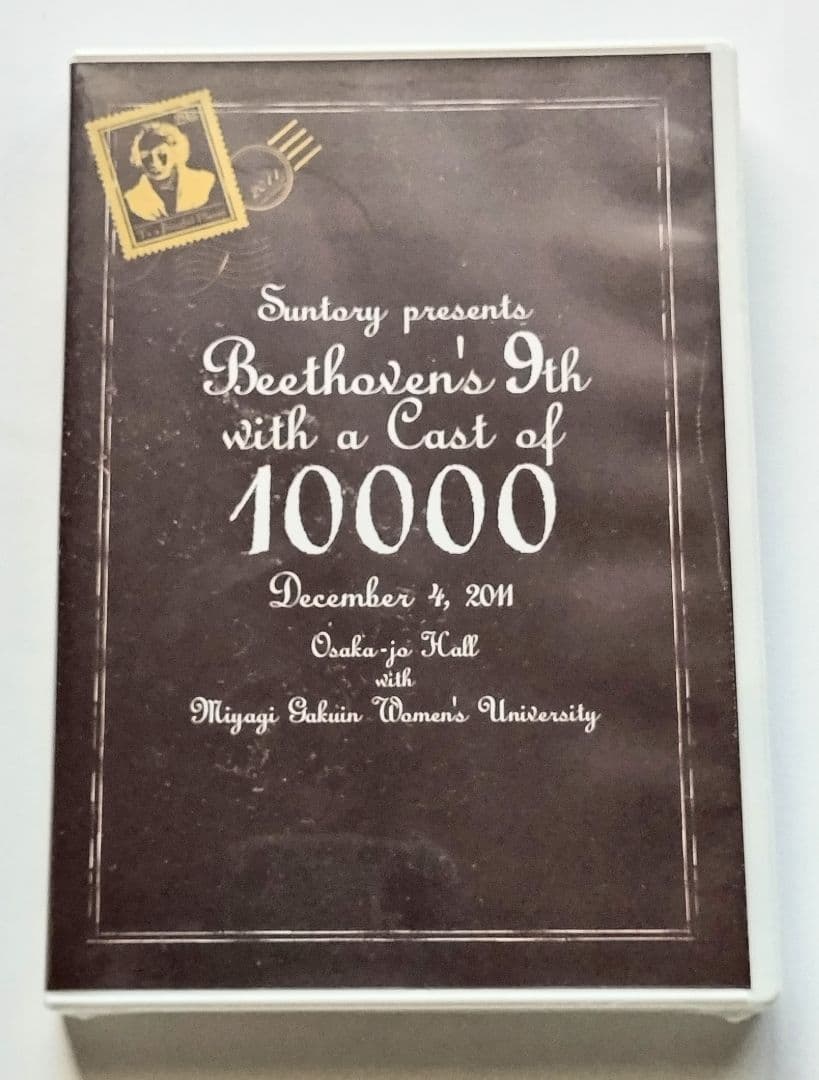 2011
Suntory presents
Beethoven's 9th
with a Cast of
10000
December 4, 2011
Osaka-jo Hall
with
Miyagi Gakuin Women's University